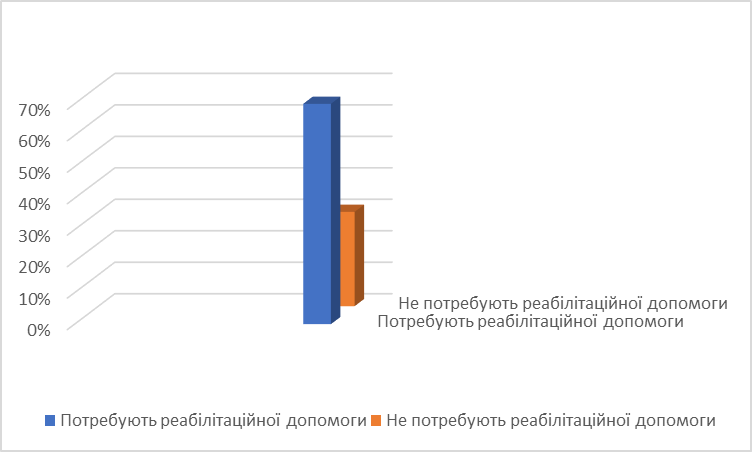 70%
60%
50%
40%
30%
20%
10%
0%
Не потребують реабілітаційної допомоги
Потребують реабілітаційної допомоги
Потребують реабілітаційної допомоги Не потребують реабілітаційної допомоги